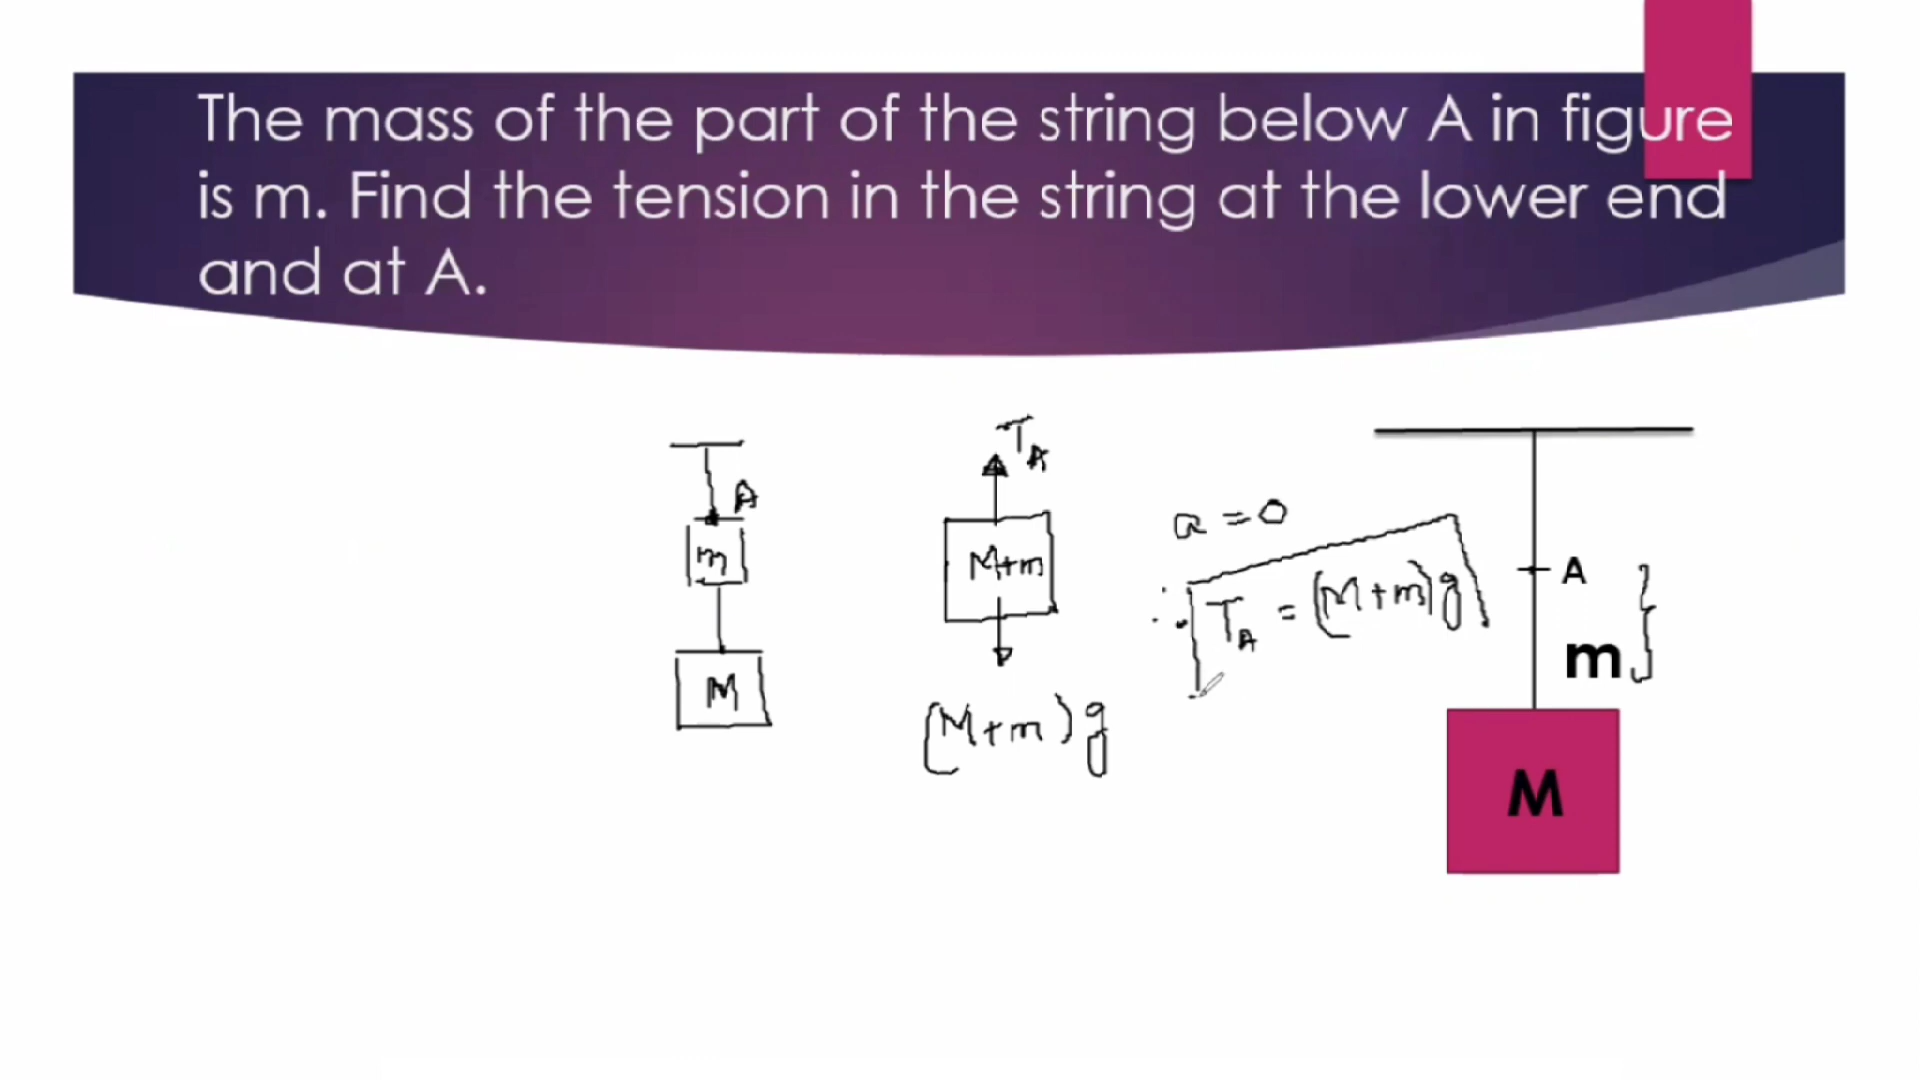 The mass of the part of the string below A in figure
is m. Find the tension in the string at the lower end
and at A.
A
m
M
T_A
M+m
(M+m)g
a = 0
∴ T_A = (M+m)g
A
m
M